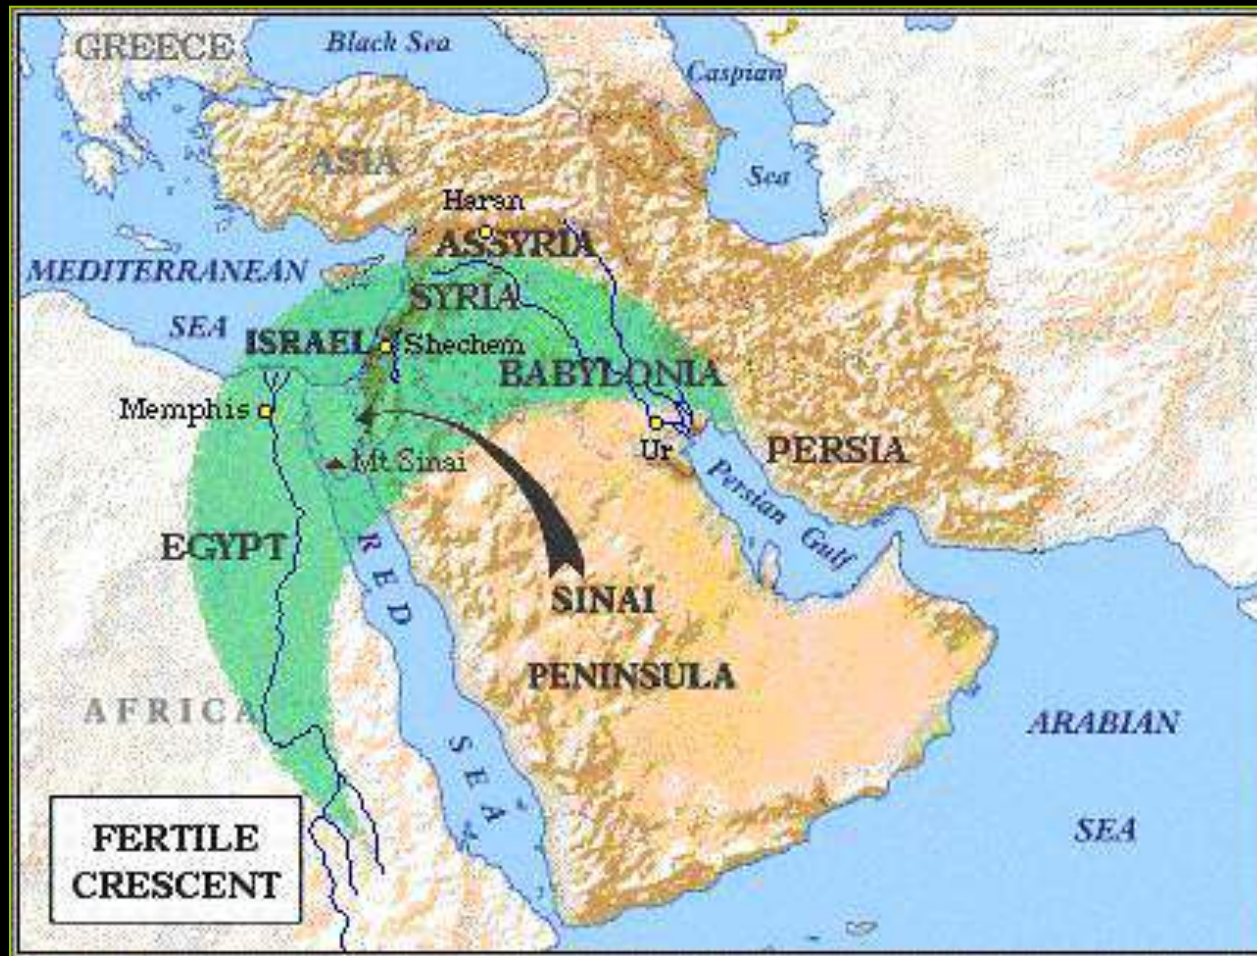 GREECE
Black Sea
Caspian
Sea
ASIA
Haran
ASSYRIA
MEDITERRANEAN
SEA
SYRIA
ISRAEL
Shechem
BABYLONIA
Memphis
Ur
PERSIA
Mt. Sinai
Persian Gulf
EGYPT
RED SEA
SINAI
PENINSULA
AFRICA
ARABIAN
SEA
FERTILE
CRESCENT